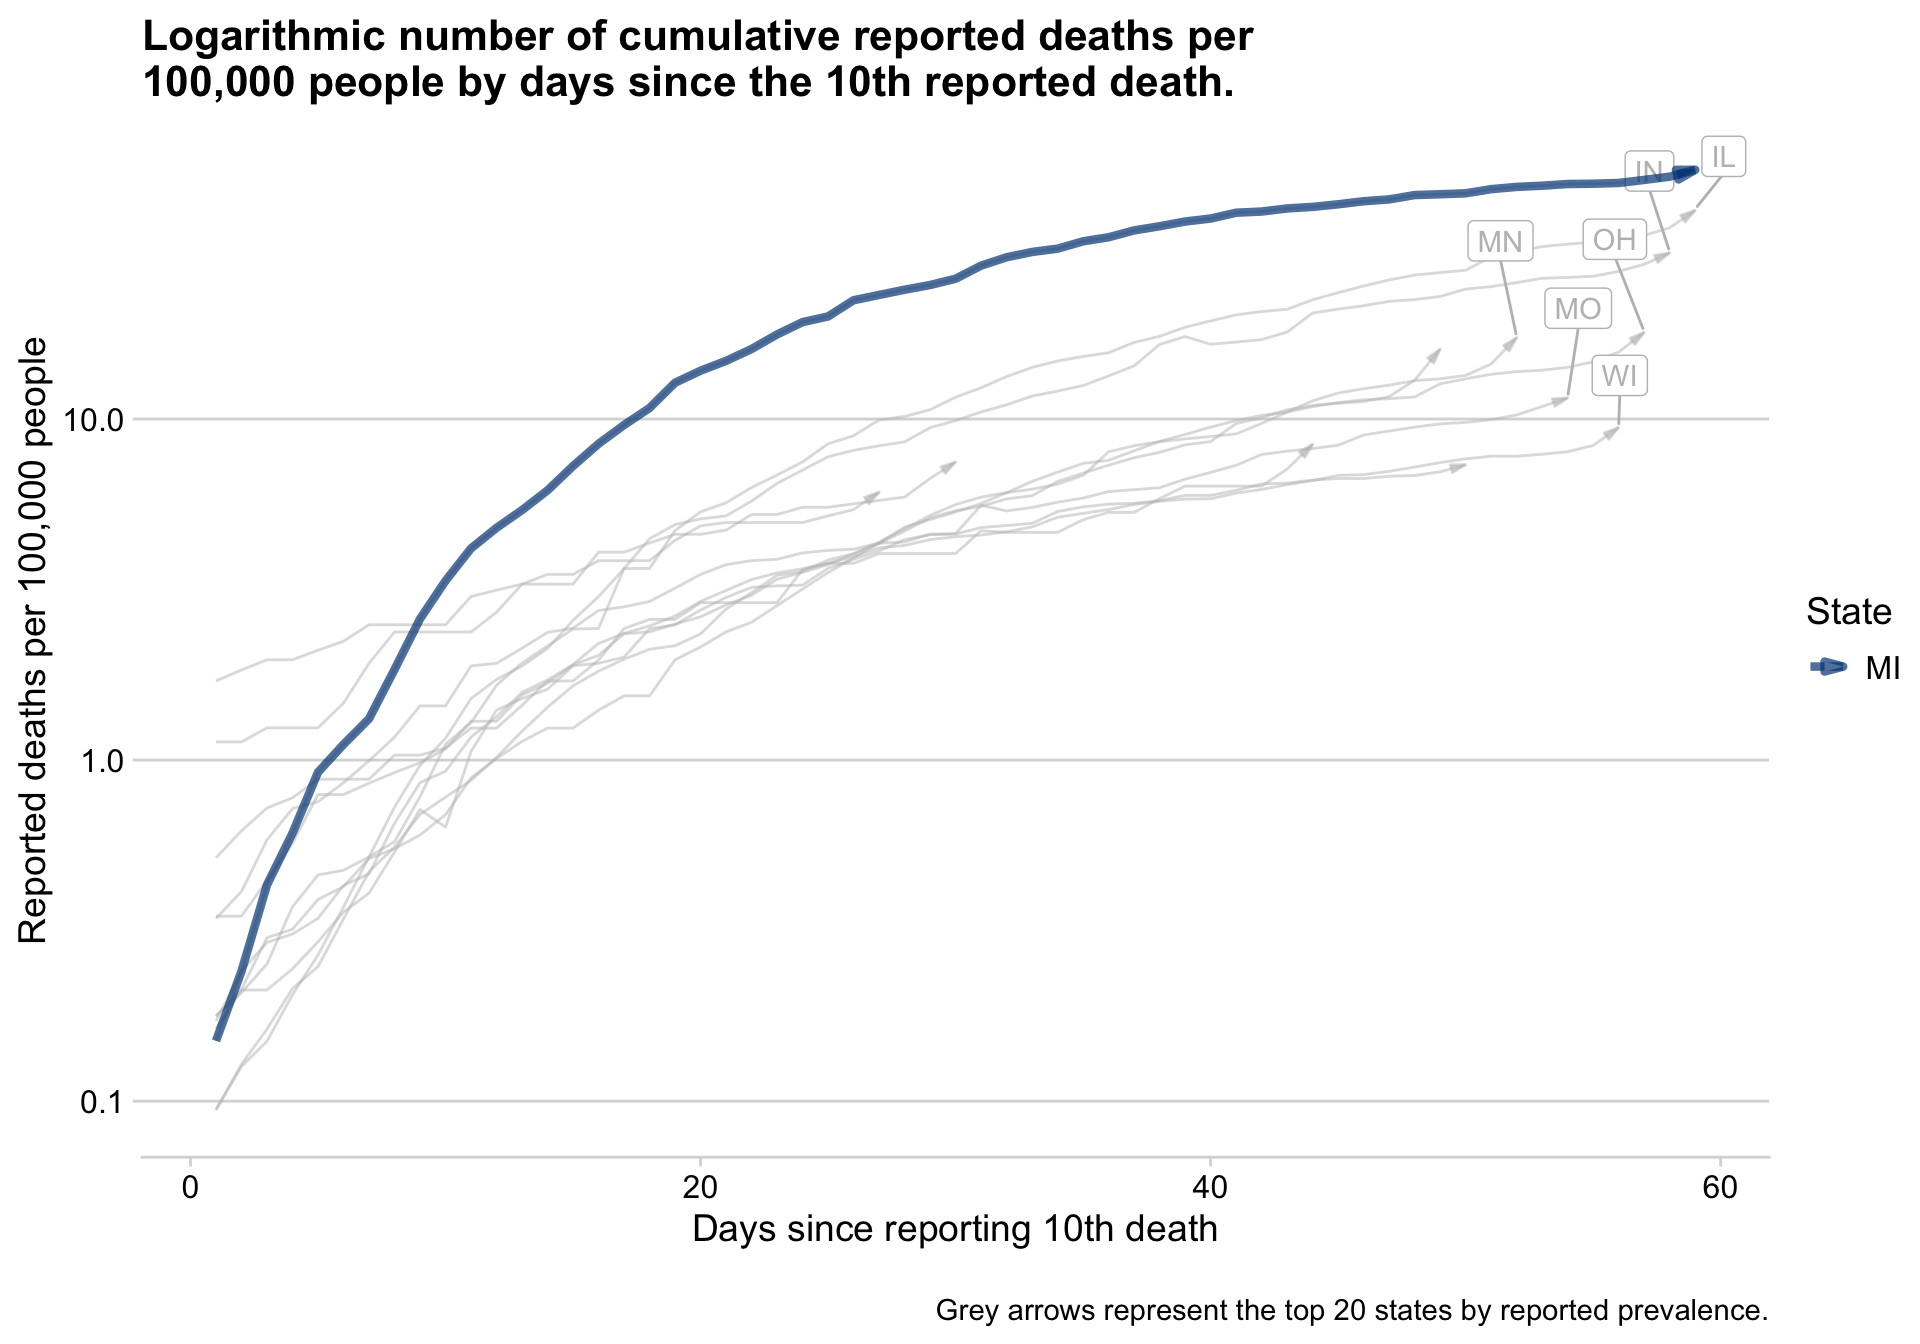 Logarithmic number of cumulative reported deaths per
100,000 people by days since the 10th reported death.
Reported deaths per 100,000 people
10.0
1.0
0.1
IN
IL
MN
OH
MO
WI
State
MI
0
20
40
60
Days since reporting 10th death
Grey arrows represent the top 20 states by reported prevalence.